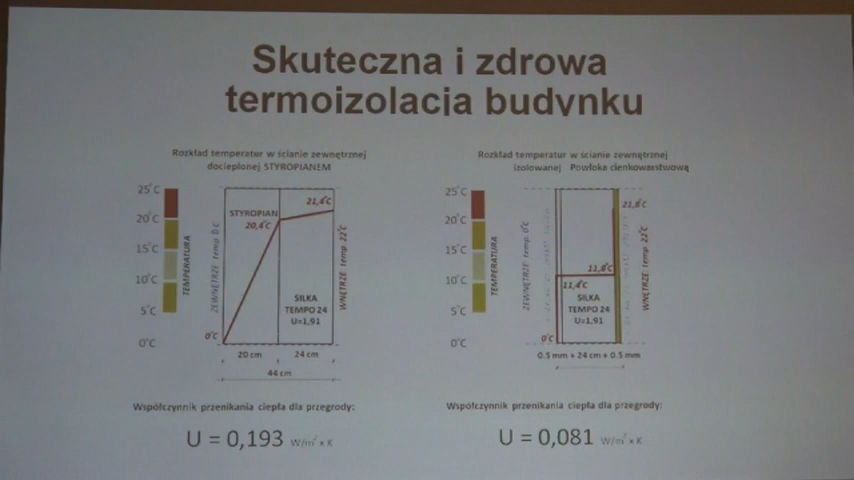 Skuteczna i zdrowa
termoizolacja budynku
Rozkład temperatur w ścianie zewnętrznej
docieplonej STYROPIANEM
25°C
20°C
15°C
10°C
5°C
0°C
TEMPERATURA
ZEWNĘTRZE temp 0°C
STYROPIAN
20,4°C
21,4°C
0°C
SILKA
TEMPO 24
U=1,91
WNĘTRZE temp. 22°C
20 cm
24 cm
44 cm
Współczynnik przenikania ciepła dla przegrody:
U = 0,193 W/m² x K
Rozkład temperatur w ścianie zewnętrznej
izolowanej Powłoka cienkowarstwową
25°C
20°C
15°C
10°C
5°C
0°C
TEMPERATURA
ZEWNĘTRZE temp. 0°C
21,8°C
11,8°C
11,4°C
0°C
SILKA
TEMPO 24
U=1,91
WNĘTRZE temp. 22°C
0.5 mm + 24 cm + 0.5 mm
Współczynnik przenikania ciepła dla przegrody:
U = 0,081 W/m² x K